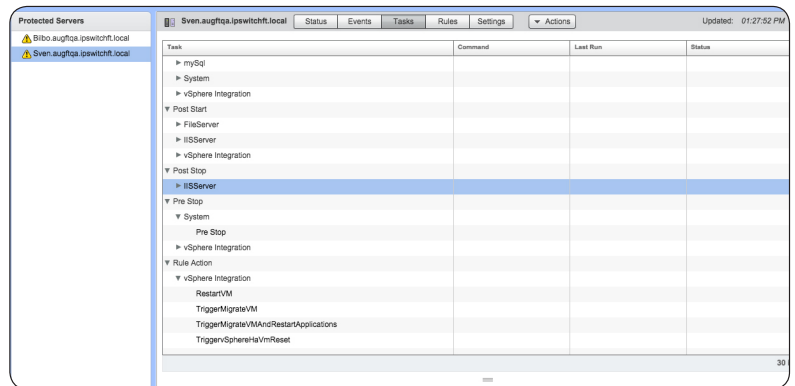 Protected Servers
Bilbo.augftqa.ipswitchft.local
Sven.augftqa.ipswitchft.local
Sven.augftqa.ipswitchft.local Status Events Tasks Rules Settings Actions Updated: 01:27:52 PM
Task Command Last Run Status
mySql
System
vSphere Integration
Post Start
FileServer
IISServer
vSphere Integration
Post Stop
IISServer
Pre Stop
System
Pre Stop
vSphere Integration
Rule Action
vSphere Integration
RestartVM
TriggerMigrateVM
TriggerMigrateVMAndRestartApplications
TriggervSphereHaVmReset
30